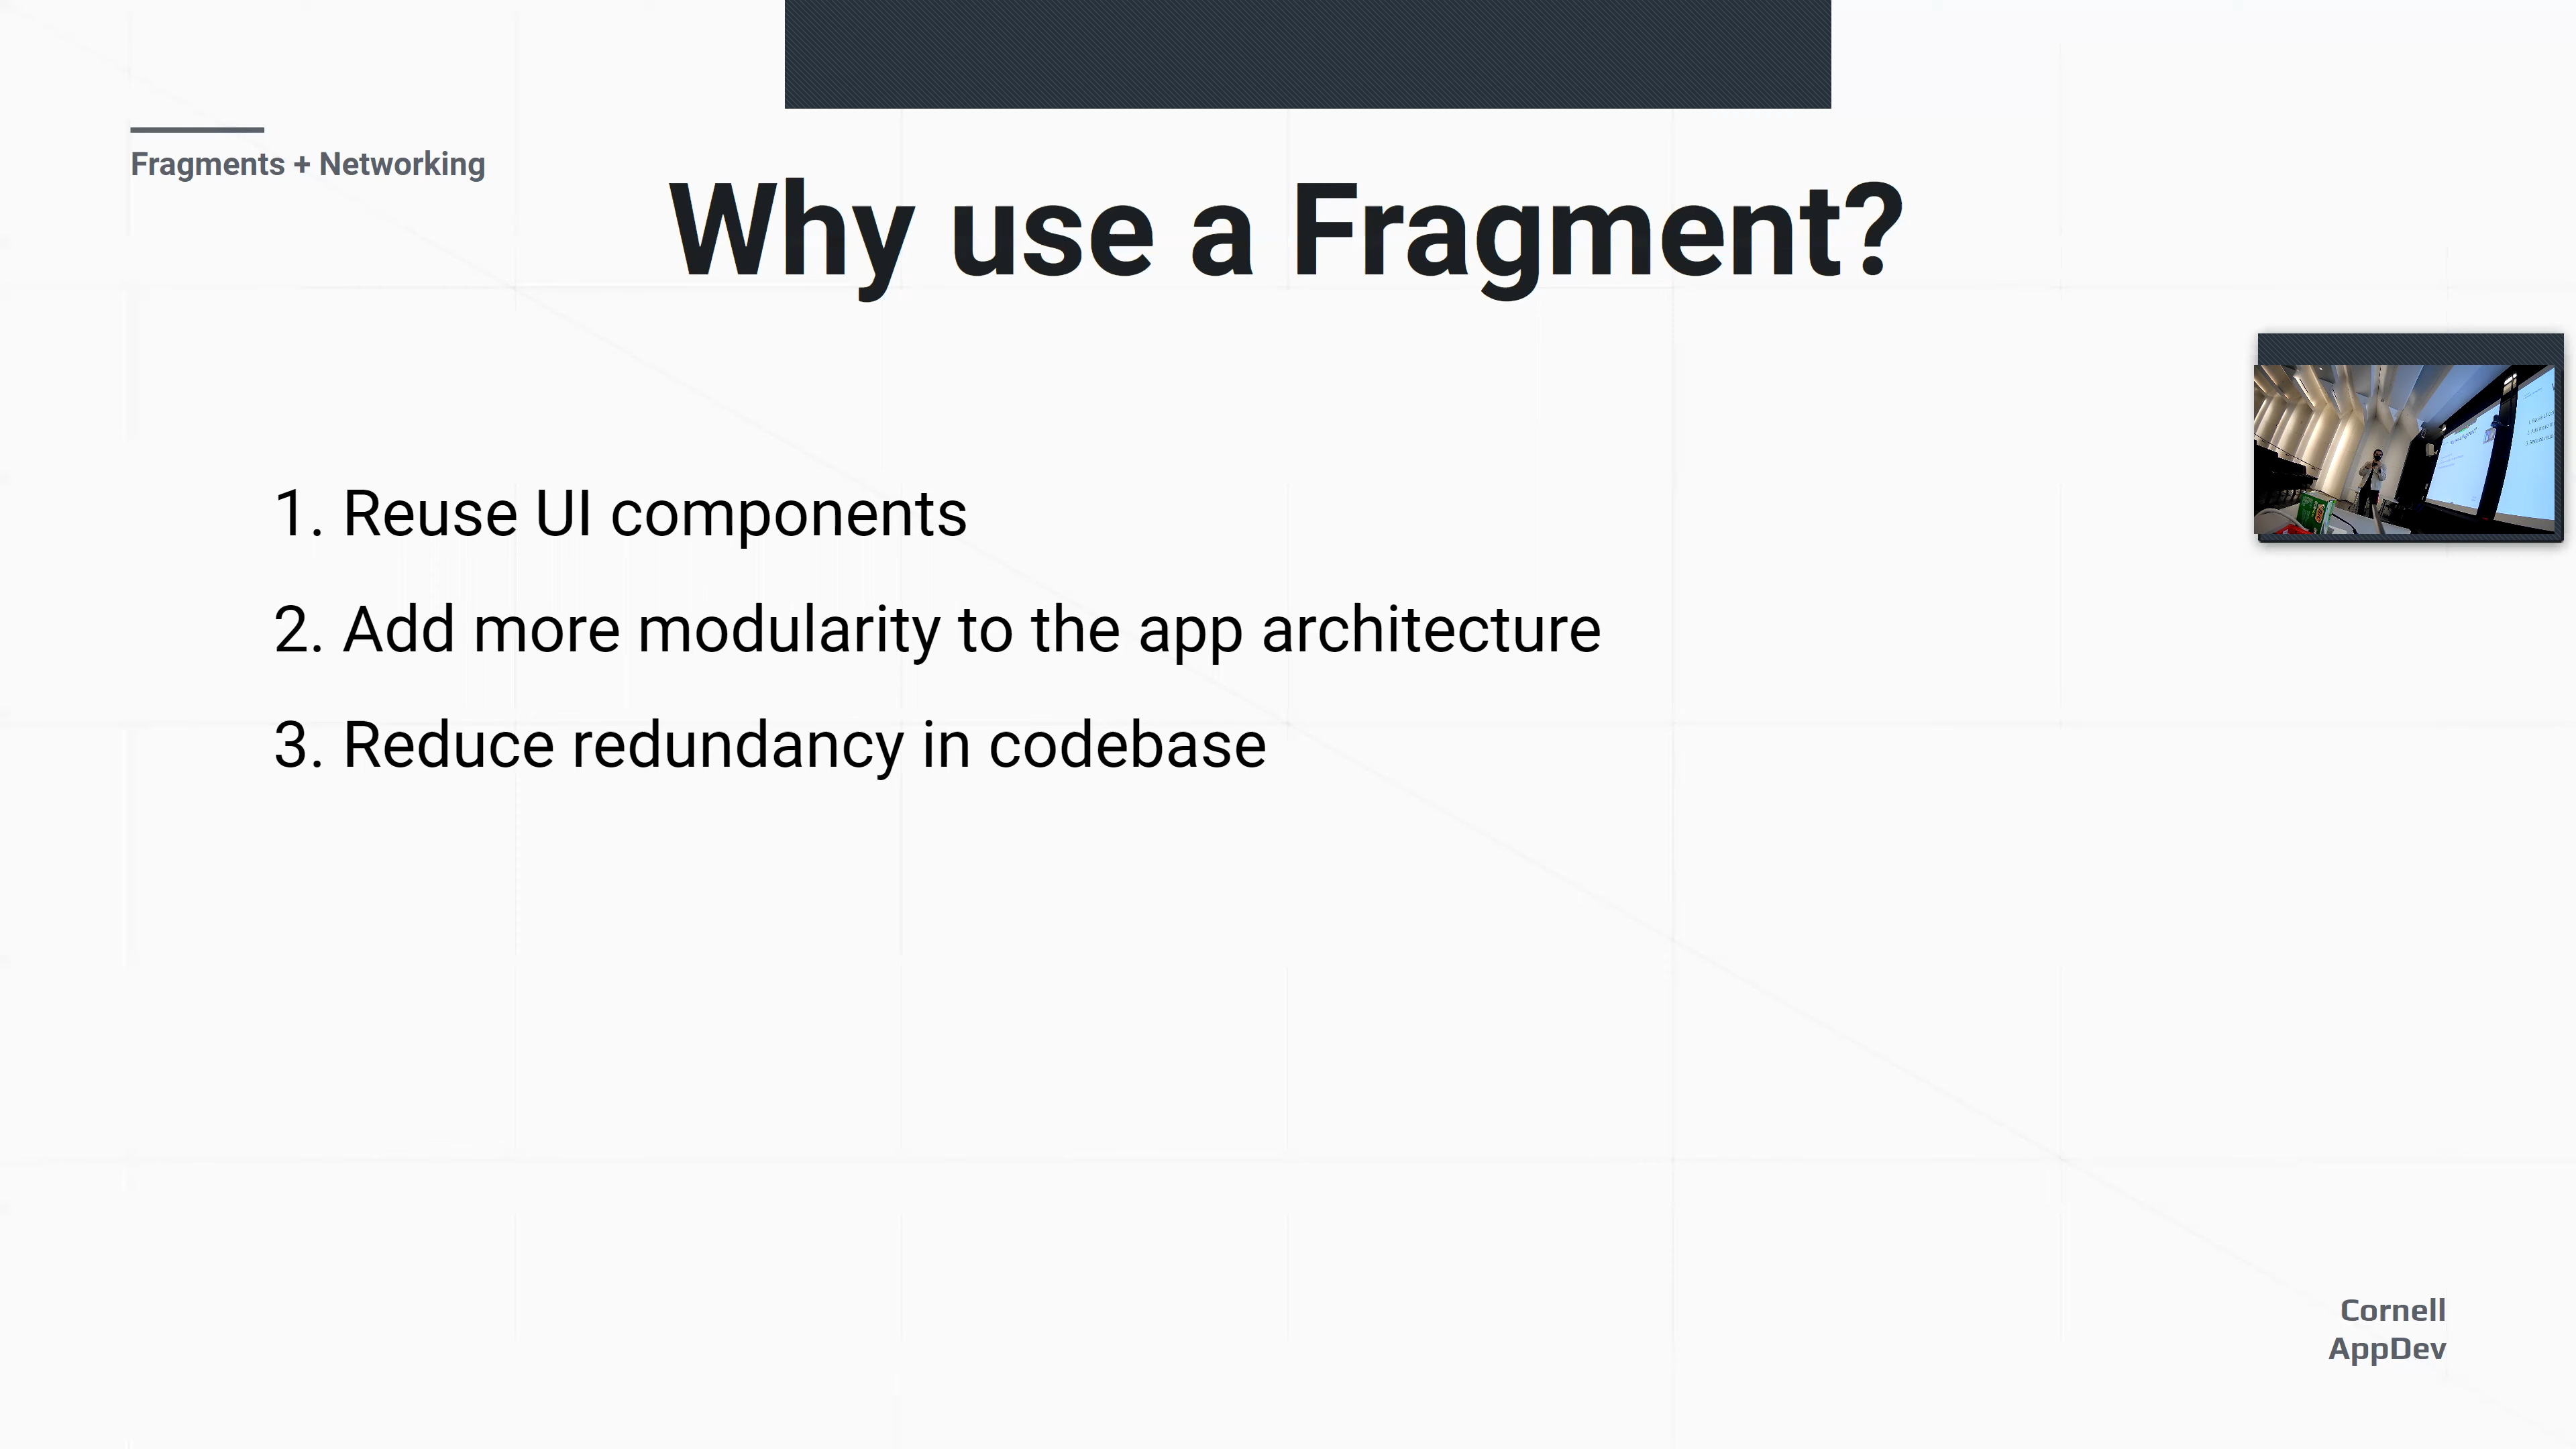 Fragments + Networking
Why use a Fragment?
1. Reuse UI components
2. Add more modularity to the app architecture
3. Reduce redundancy in codebase
Cornell
AppDev